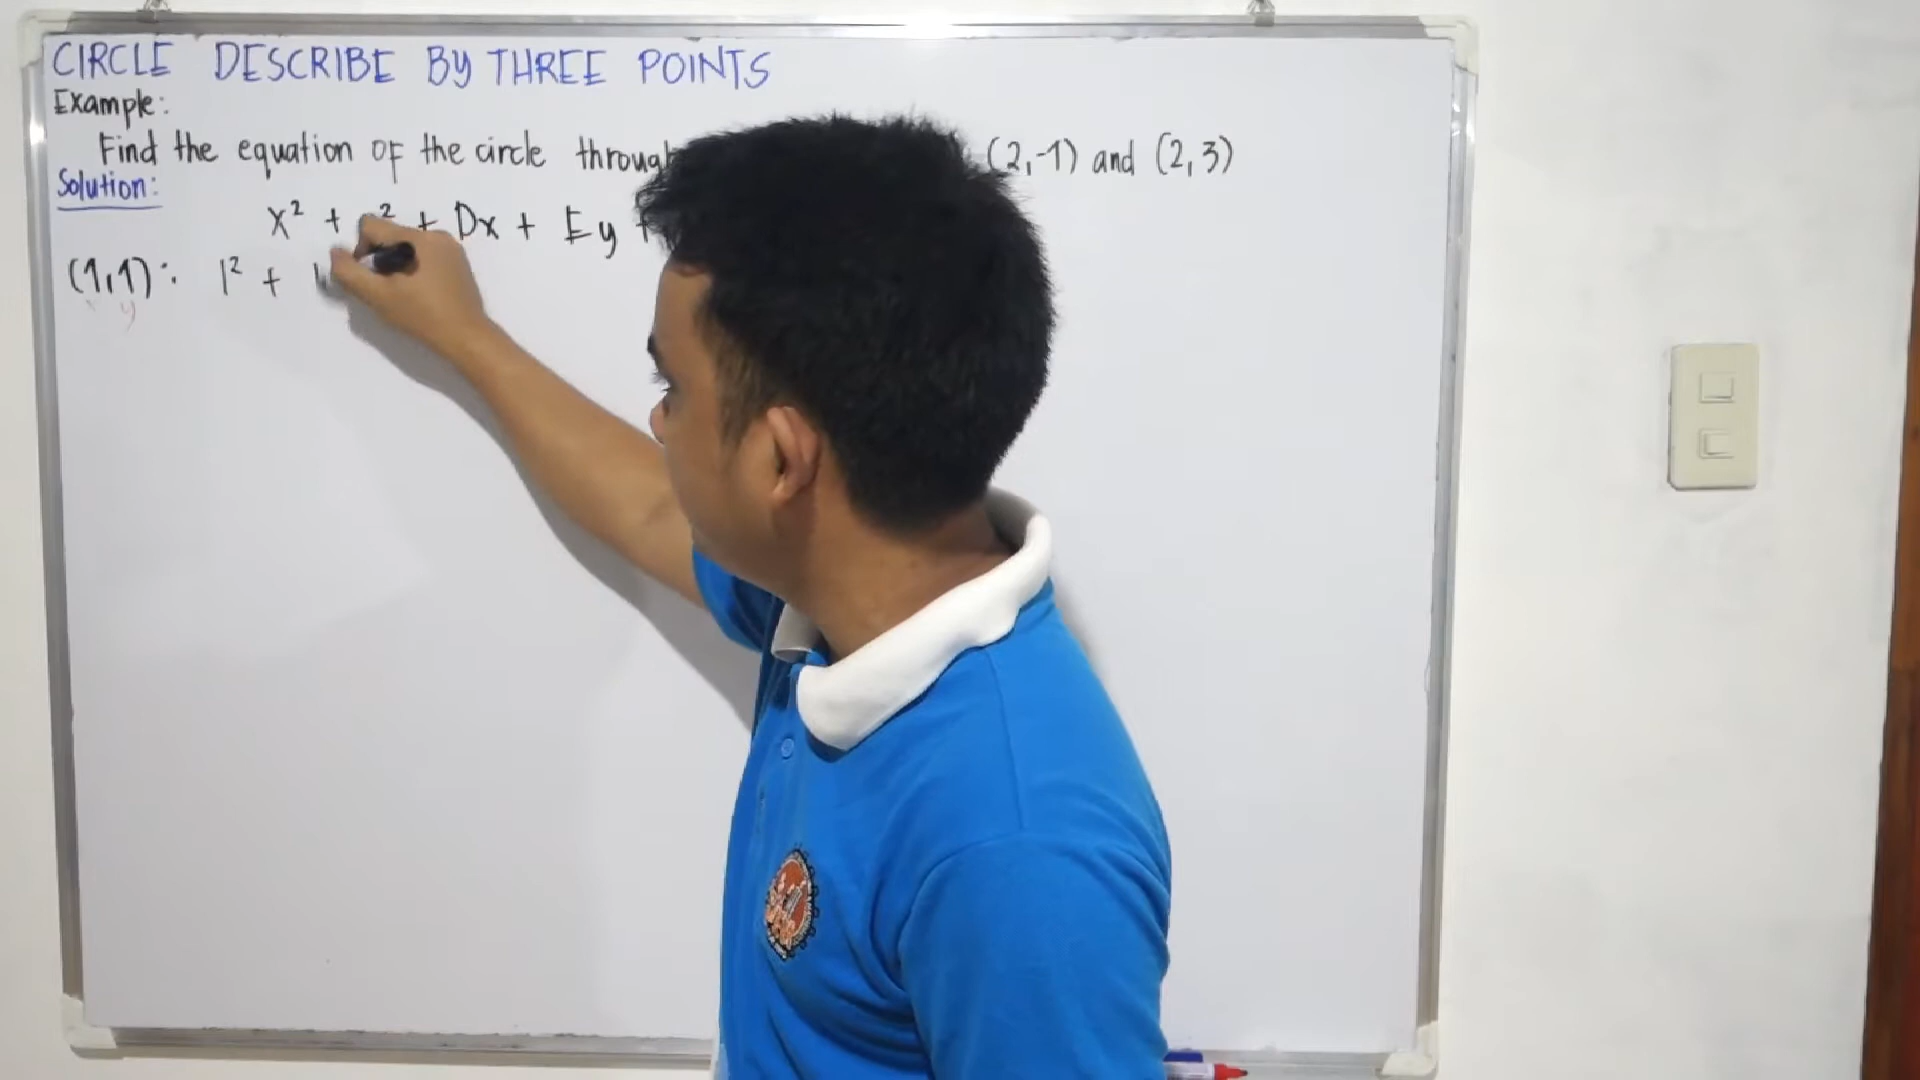 CIRCLE DESCRIBE BY THREE POINTS
Example:
Find the equation of the circle through (2,-1) and (2,3)
Solution:
x² + ² + Dx + Ey +
(1,1): 1² +
y